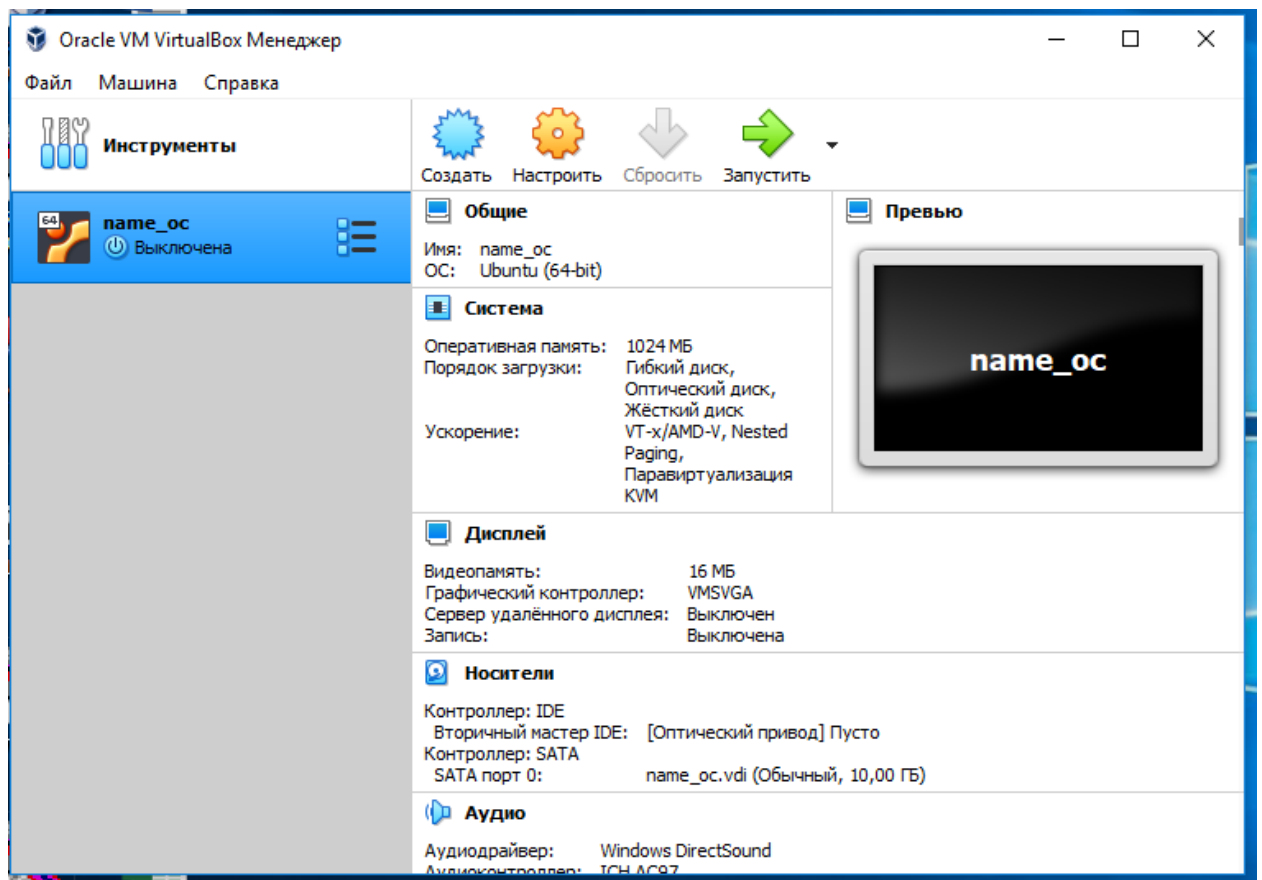 Oracle VM VirtualBox Менеджер
Файл Машина Справка
Инструменты
Создать Настроить Сбросить Запустить
64
name_oc
Выключена
Общие
Имя: name_oc
ОС: Ubuntu (64-bit)
Превью
name_oc
Система
Оперативная память: 1024 МБ
Порядок загрузки: Гибкий диск,
Оптический диск,
Жёсткий диск
Ускорение: VT-x/AMD-V, Nested
Paging,
Паравиртуализация
KVM
Дисплей
Видеопамять: 16 МБ
Графический контроллер: VMSVGA
Сервер удалённого дисплея: Выключен
Запись: Выключена
Носители
Контроллер: IDE
Вторичный мастер IDE: [Оптический привод] Пусто
Контроллер: SATA
SATA порт 0: name_oc.vdi (Обычный, 10,00 ГБ)
Аудио
Аудиодрайвер: Windows DirectSound
Аудиоконтроллер: ICH AC97